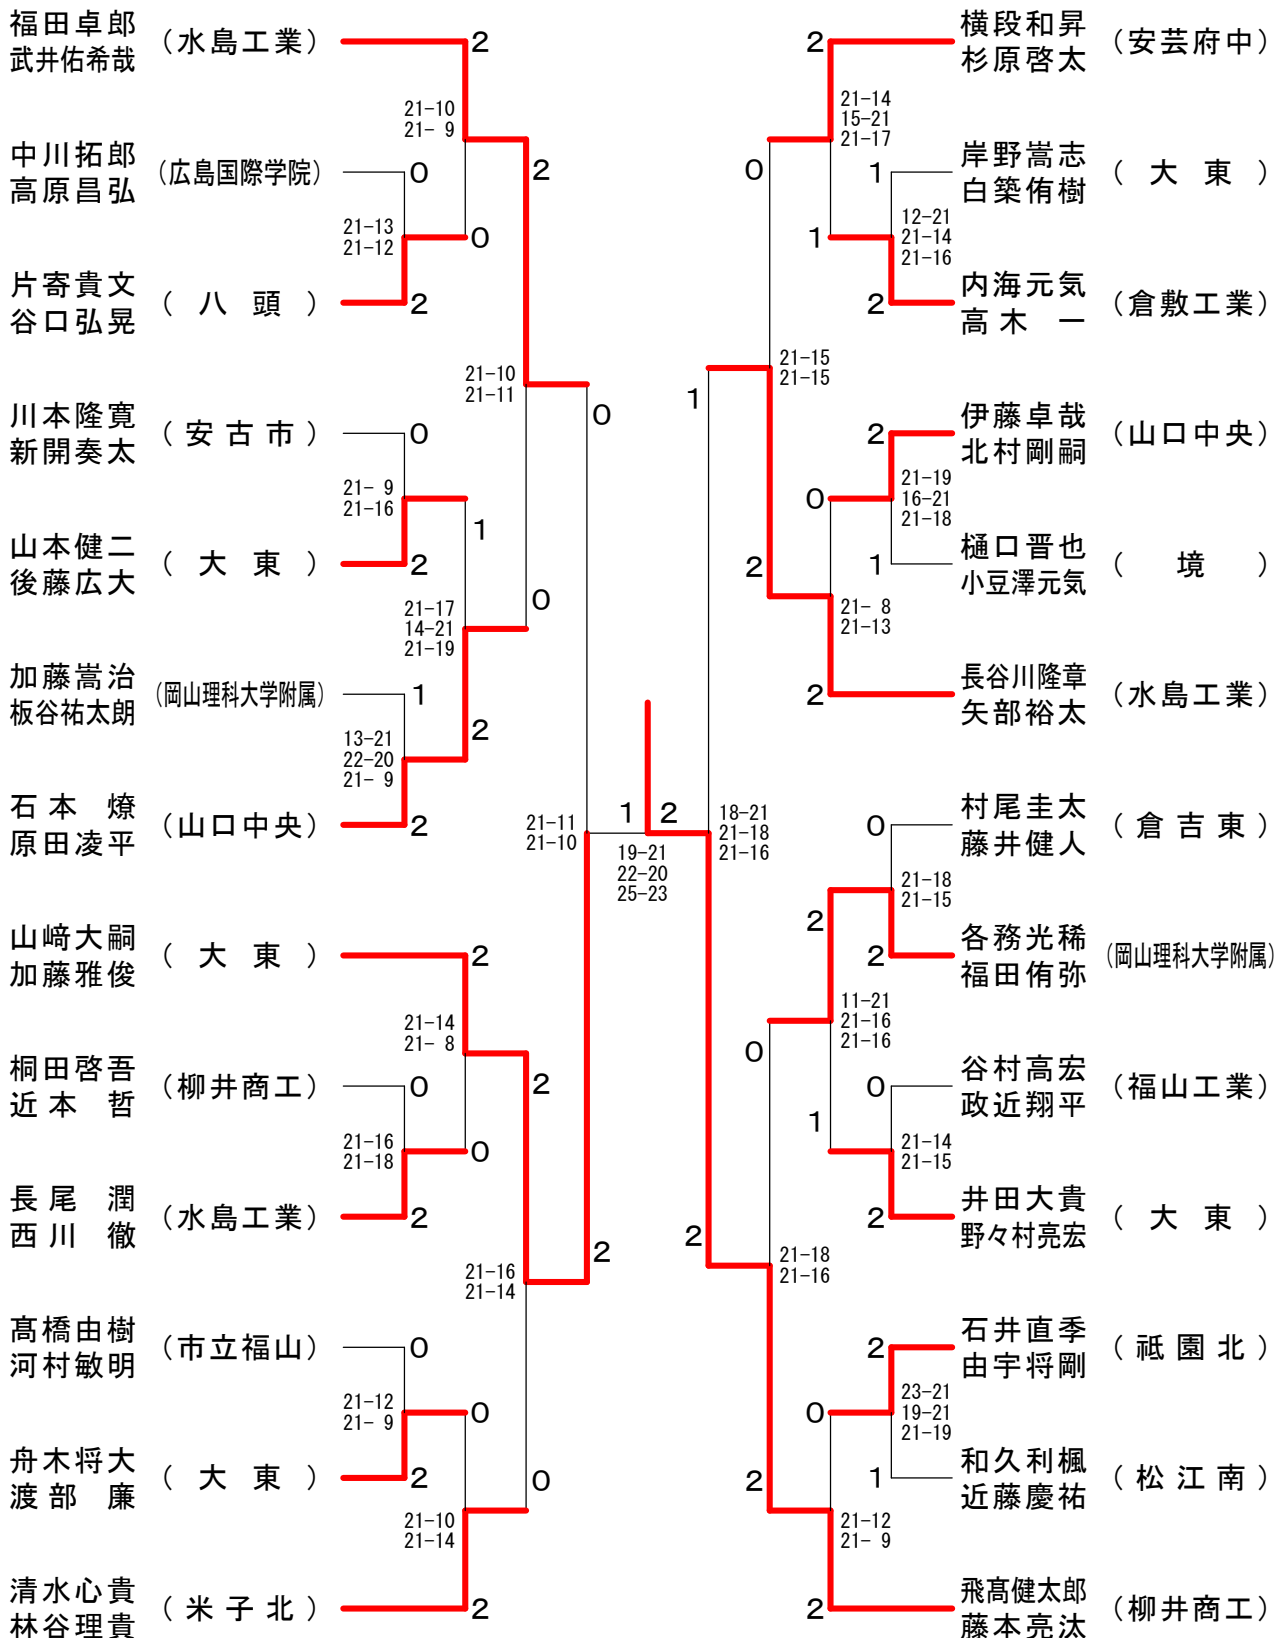 福田卓郎
武井佑希哉
(水島工業)
2
21-10
21- 9
中川拓郎
高原昌弘
(広島国際学院)
0
2
21-13
21-12
0
片寄貴文
谷口弘晃
(八頭)
2
21-10
21-11
0
川本隆寛
新開奏太
(安古市)
0
21- 9
21-16
1
山本健二
後藤広大
(大東)
2
0
21-17
14-21
21-19
加藤嵩治
板谷祐太朗
(岡山理科大学附属)
1
2
13-21
22-20
21- 9
石本燎
原田凌平
(山口中央)
2
21-11
21-10
1
2
19-21
22-20
25-23
山﨑大嗣
加藤雅俊
(大東)
2
21-14
21- 8
桐田啓吾
近本哲
(柳井商工)
0
2
21-16
21-18
0
長尾潤
西川徹
(水島工業)
2
2
21-16
21-14
髙橋由樹
河村敏明
(市立福山)
0
21-12
21- 9
0
舟木将大
渡部廉
(大東)
2
0
21-10
21-14
清水心貴
林谷理貴
(米子北)
2
2
横段和昇
杉原啓太
(安芸府中)
21-14
15-21
21-17
0
1
岸野嵩志
白築侑樹
(大東)
12-21
21-14
21-16
1
2
内海元気
高木一
(倉敷工業)
21-15
21-15
1
2
伊藤卓哉
北村剛嗣
(山口中央)
21-19
16-21
21-18
0
2
1
樋口晋也
小豆澤元気
(境)
21- 8
21-13
2
長谷川隆章
矢部裕太
(水島工業)
18-21
21-18
21-16
0
村尾圭太
藤井健人
(倉吉東)
21-18
21-15
2
2
各務光稀
福田侑弥
(岡山理科大学附属)
11-21
21-16
21-16
0
0
谷村高宏
政近翔平
(福山工業)
1
21-14
21-15
2
井田大貴
野々村亮宏
(大東)
2
21-18
21-16
2
石井直季
由宇将剛
(祇園北)
23-21
19-21
21-19
0
2
1
和久利楓
近藤慶祐
(松江南)
21-12
21- 9
2
飛髙健太郎
藤本亮汰
(柳井商工)